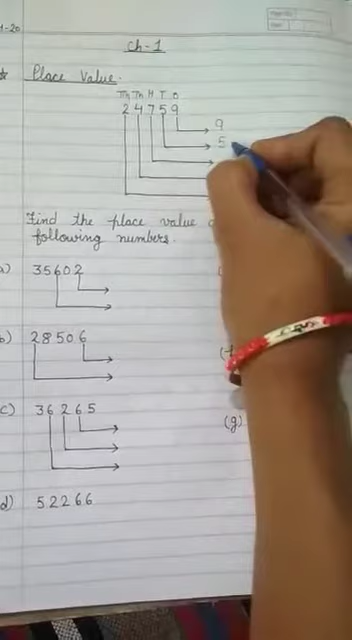 Ch-1
Place Value.
TTh Th H T O
2 4 7 5 9
9
5
Find the place value
following numbers.
a) 35602
b) 28506
c) 36265
(g)
d) 52266